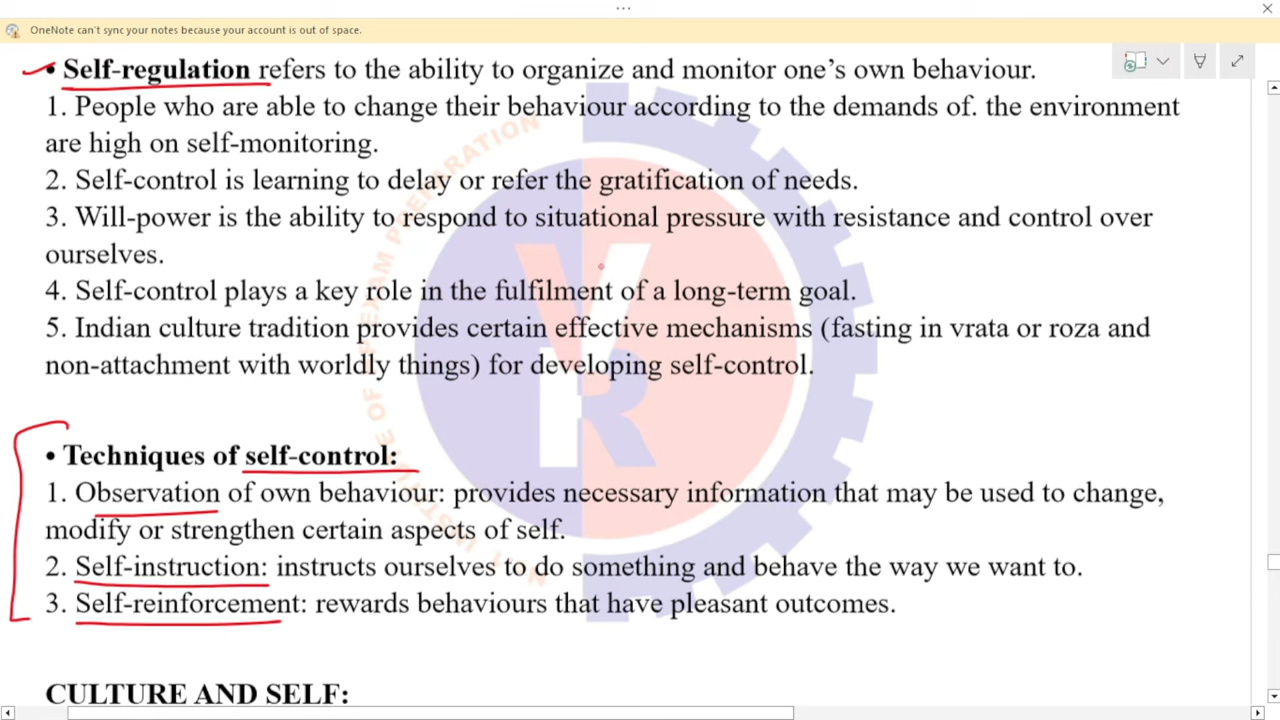 OneNote can't sync your notes because your account is out of space.
• Self-regulation refers to the ability to organize and monitor one's own behaviour.
1. People who are able to change their behaviour according to the demands of. the environment
are high on self-monitoring.
2. Self-control is learning to delay or refer the gratification of needs.
3. Will-power is the ability to respond to situational pressure with resistance and control over
ourselves.
4. Self-control plays a key role in the fulfilment of a long-term goal.
5. Indian culture tradition provides certain effective mechanisms (fasting in vrata or roza and
non-attachment with worldly things) for developing self-control.
• Techniques of self-control:
1. Observation of own behaviour: provides necessary information that may be used to change,
modify or strengthen certain aspects of self.
2. Self-instruction: instructs ourselves to do something and behave the way we want to.
3. Self-reinforcement: rewards behaviours that have pleasant outcomes.
CULTURE AND SELF:
VR
EXAM PREPARATION